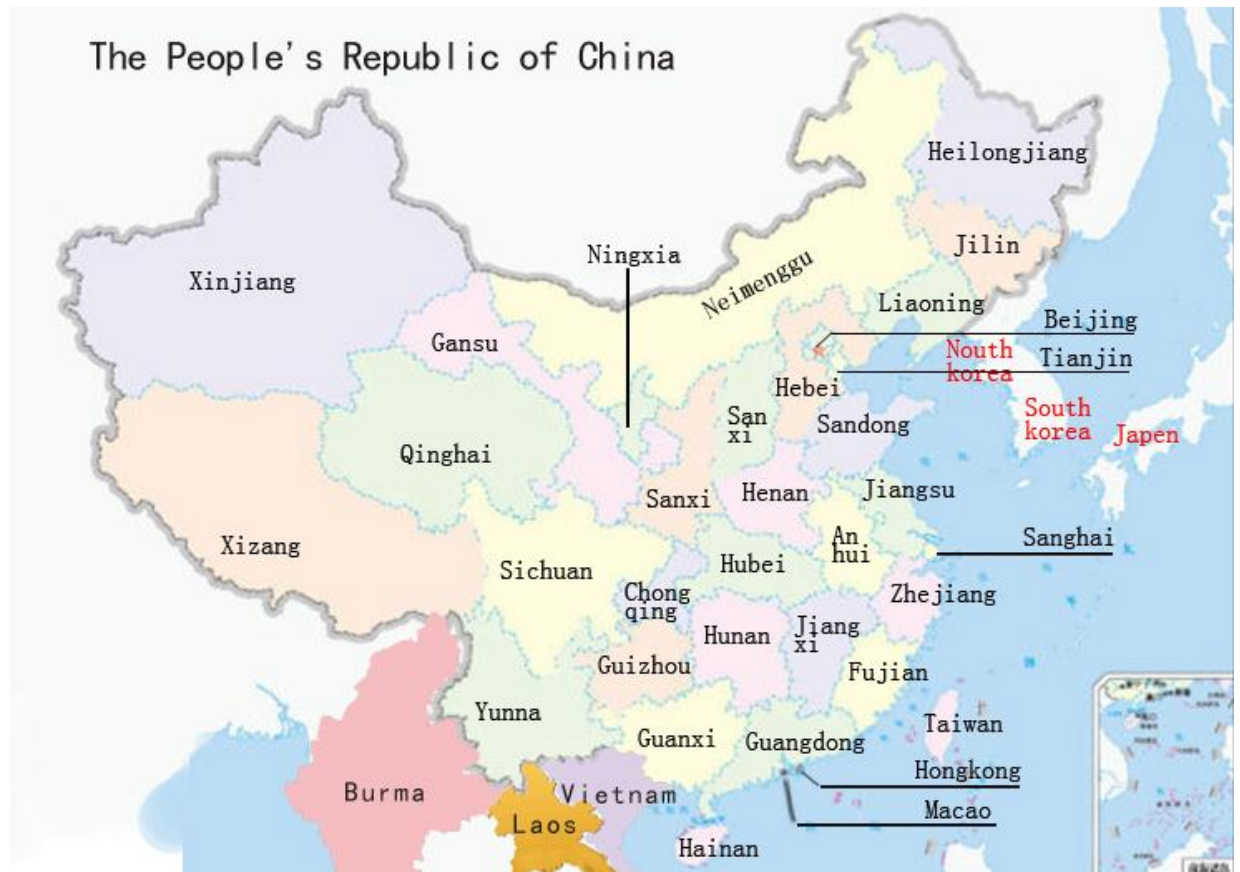 The People's Republic of China
Heilongjiang
Jilin
Ningxia
Xinjiang
Neimenggu
Liaoning
Beijing
Gansu
Nouth
korea
Tianjin
Hebei
San
xi
Sandong
South
korea
Japen
Qinghai
Sanxi
Henan
Jiangsu
Xizang
An
hui
Sanghai
Sichuan
Hubei
Chong
qing
Zhejiang
Hunan
Jiang
xi
Guizhou
Fujian
Yunna
Guanxi
Guangdong
Taiwan
Hongkong
Burma
Vietnam
Macao
Laos
Hainan